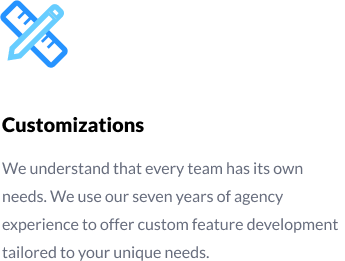 Customizations
We understand that every team has its own
needs. We use our seven years of agency
experience to offer custom feature development
tailored to your unique needs.